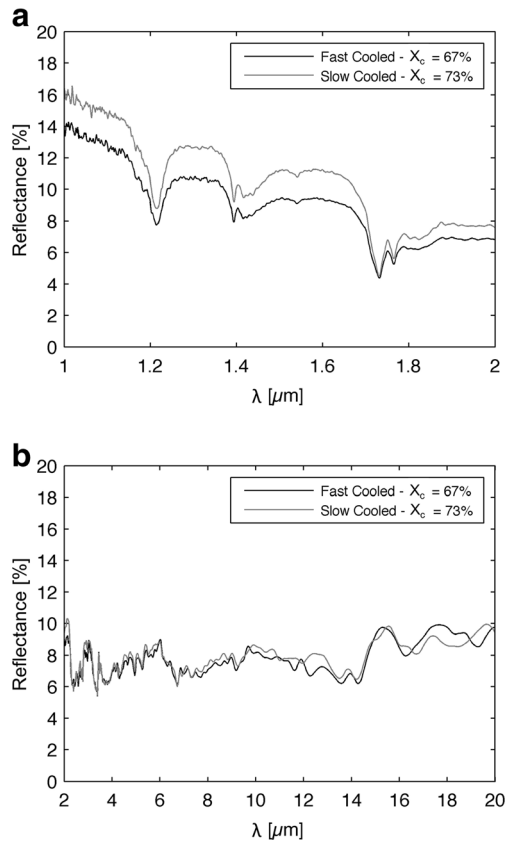 a
20
18
16
14
12
10
8
6
4
2
0
Reflectance [%]
Fast Cooled - Xc = 67%
Slow Cooled - Xc = 73%
1 1.2 1.4 1.6 1.8 2
λ [µm]
b
20
18
16
14
12
10
8
6
4
2
0
Reflectance [%]
Fast Cooled - Xc = 67%
Slow Cooled - Xc = 73%
2 4 6 8 10 12 14 16 18 20
λ [µm]